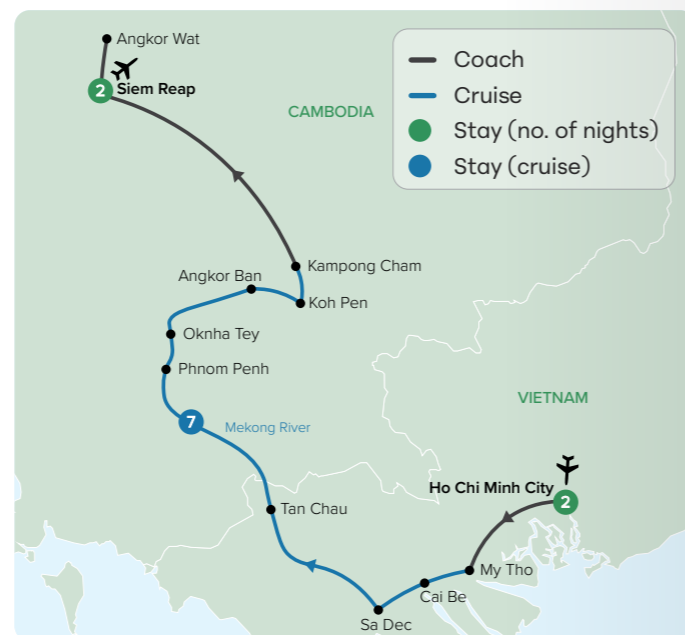 Angkor Wat
2
Siem Reap
CAMBODIA
Coach
Cruise
Stay (no. of nights)
Stay (cruise)
Kampong Cham
Angkor Ban
Koh Pen
Oknha Tey
Phnom Penh
7
Mekong River
VIETNAM
Ho Chi Minh City
2
Tan Chau
My Tho
Cai Be
Sa Dec